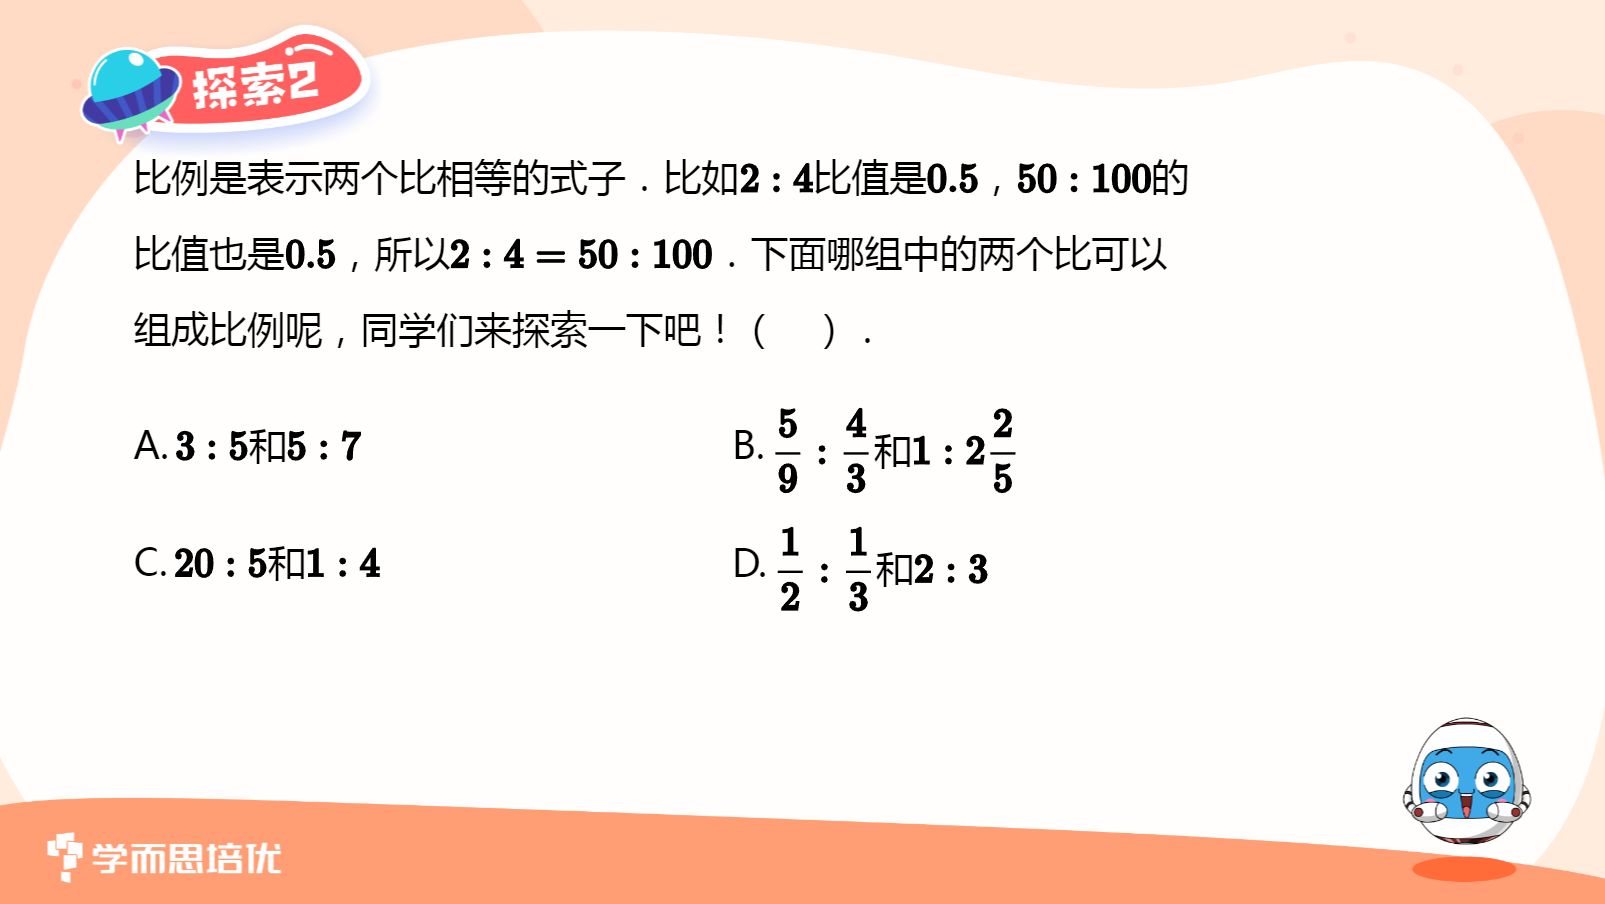 探索2
比例是表示两个比相等的式子．比如2 : 4比值是0.5，50 : 100的
比值也是0.5，所以2 : 4 = 50 : 100．下面哪组中的两个比可以
组成比例呢，同学们来探索一下吧！（　　）．
A. 3 : 5和5 : 7
B. 5/9 : 4/3和1 : 2 2/5
C. 20 : 5和1 : 4
D. 1/2 : 1/3和2 : 3
学而思培优